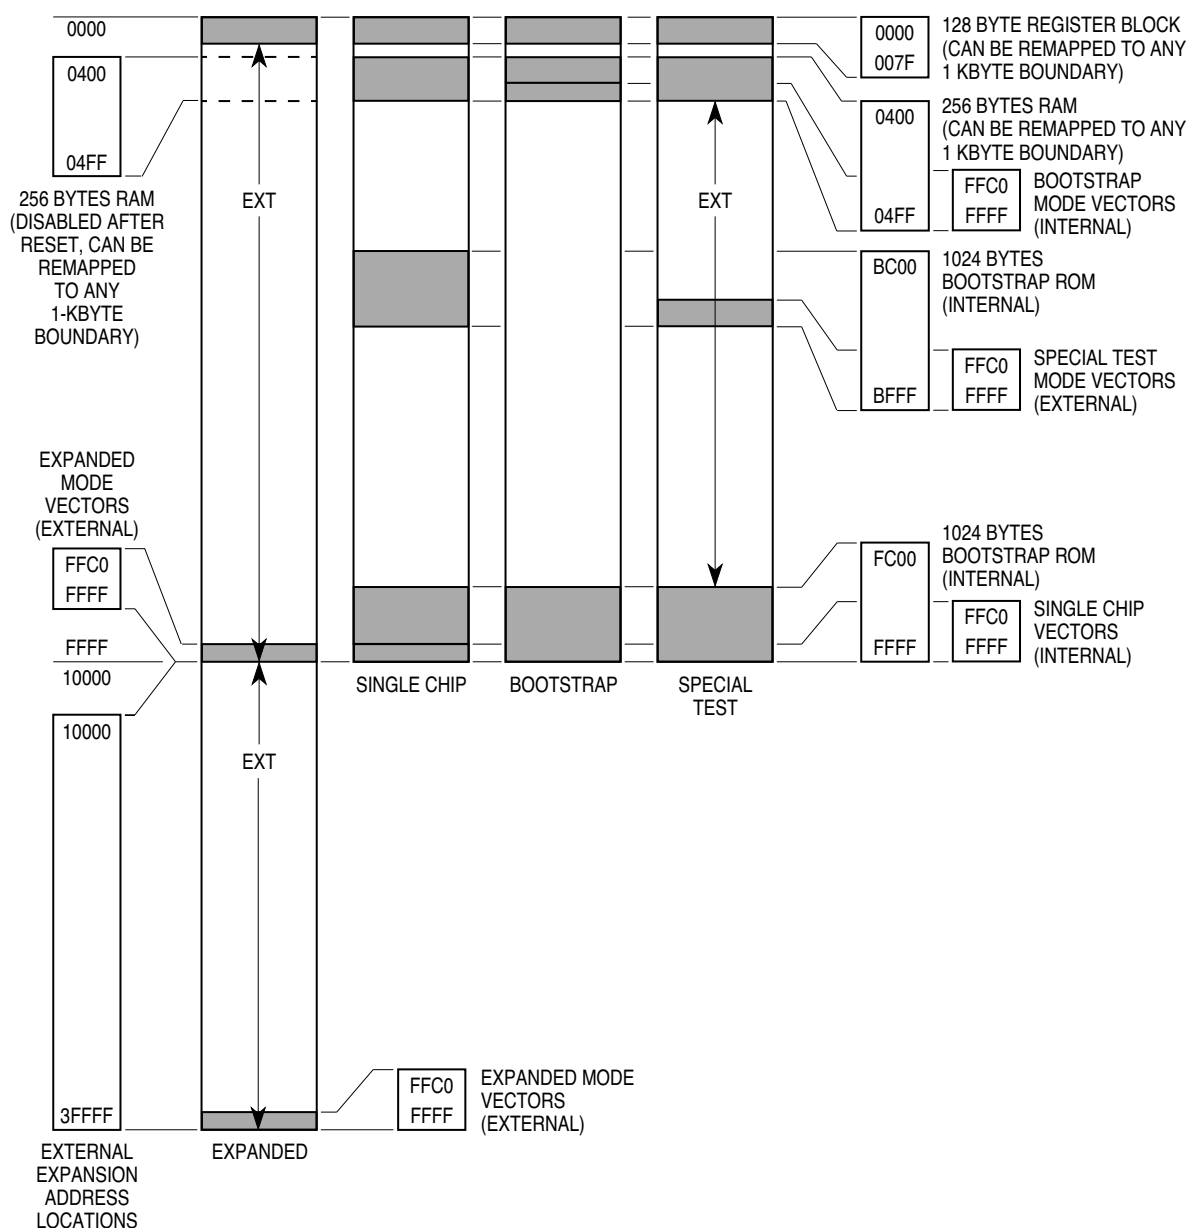 0000
0400
04FF
256 BYTES RAM
(DISABLED AFTER
RESET, CAN BE
REMAPPED
TO ANY
1-KBYTE
BOUNDARY)
EXT
EXT
0000
007F
128 BYTE REGISTER BLOCK
(CAN BE REMAPPED TO ANY
1 KBYTE BOUNDARY)
0400
04FF
256 BYTES RAM
(CAN BE REMAPPED TO ANY
1 KBYTE BOUNDARY)
FFC0
FFFF
BOOTSTRAP
MODE VECTORS
(INTERNAL)
BC00
BFFF
1024 BYTES
BOOTSTRAP ROM
(INTERNAL)
FFC0
FFFF
SPECIAL TEST
MODE VECTORS
(EXTERNAL)
EXPANDED
MODE
VECTORS
(EXTERNAL)
FFC0
FFFF
FFFF
10000
FC00
FFFF
1024 BYTES
BOOTSTRAP ROM
(INTERNAL)
FFC0
FFFF
SINGLE CHIP
VECTORS
(INTERNAL)
SINGLE CHIP
BOOTSTRAP
SPECIAL
TEST
10000
3FFFF
EXT
FFC0
FFFF
EXPANDED MODE
VECTORS
(EXTERNAL)
EXTERNAL
EXPANSION
ADDRESS
LOCATIONS
EXPANDED